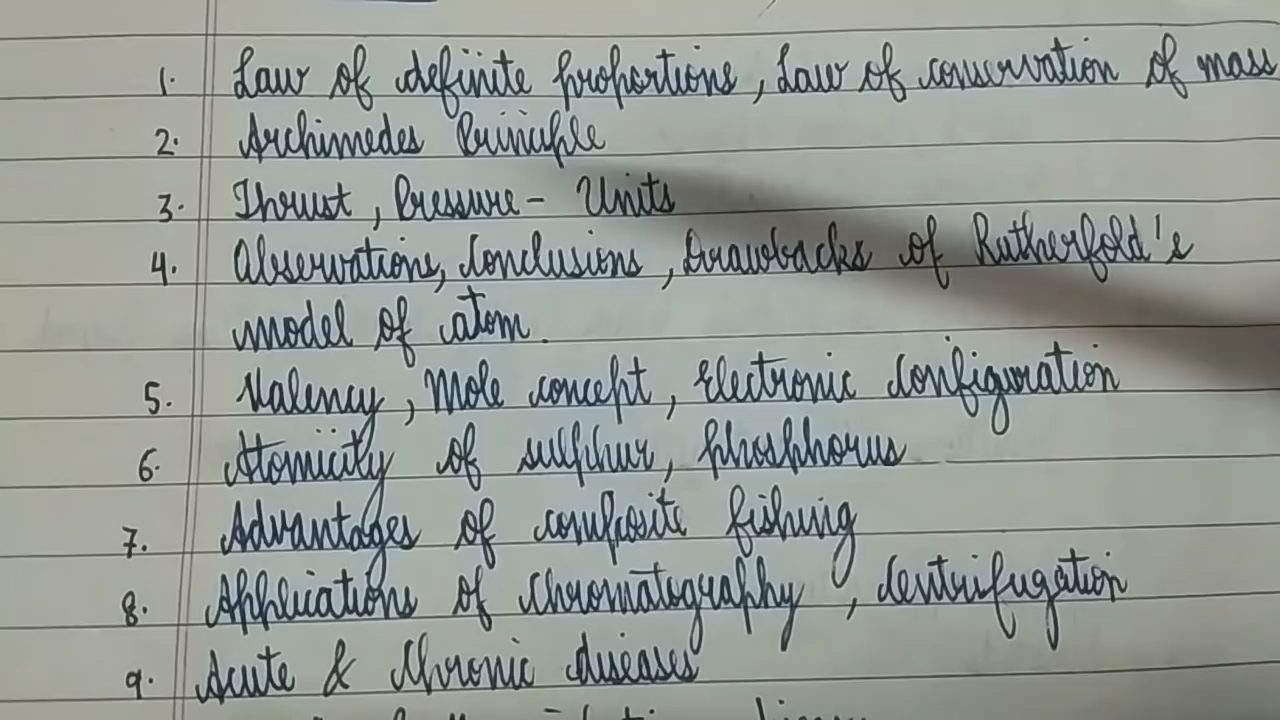 1. Law of definite proportions, Law of conservation of mass
2. Archimedes Principle
3. Thrust, Pressure - Units
4. Observations, Conclusions, Drawbacks of Rutherfold's
model of atom.
5. Valency, Mole concept, Electronic Configuration
6. Atomicity of sulphur, phosphorus
7. Advantages of composite fishing
8. Applications of Chromatography, Centrifugation
9. Acute & Chronic diseases